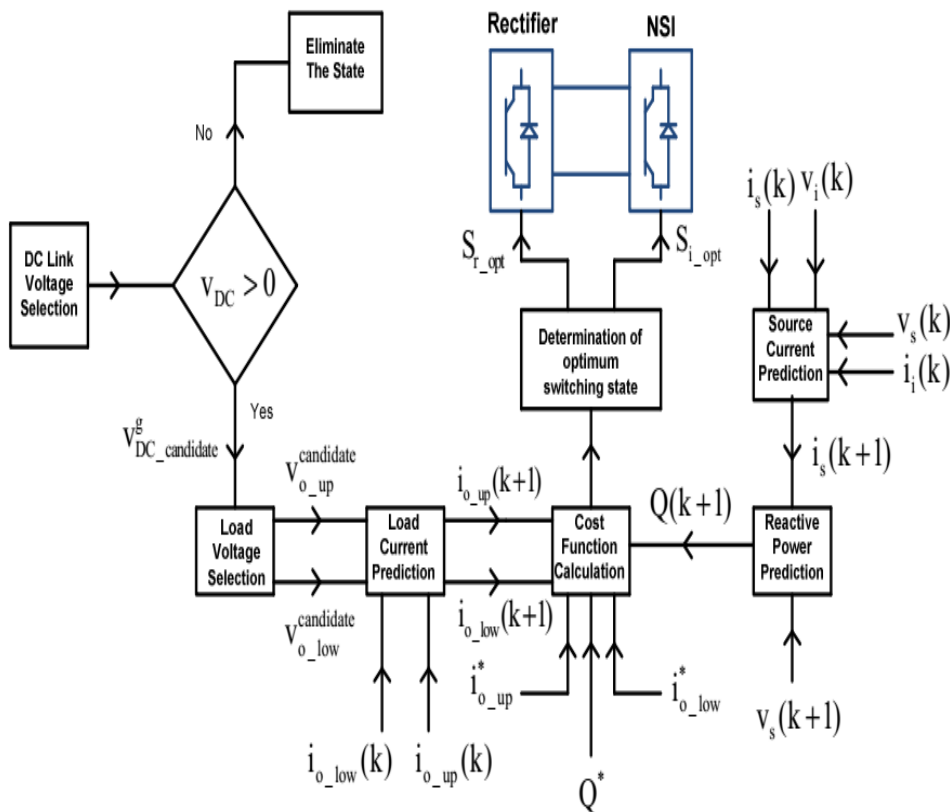 Rectifier
NSI
Eliminate
The State
No
i_s(k)
v_i(k)
DC Link
Voltage
Selection
v_DC > 0
S_r_opt
S_i_opt
Determination of
optimum
switching state
Source
Current
Prediction
v_s(k)
i_i(k)
Yes
v^g_DC_candidate
v^candidate_o_up
i_o_up(k+1)
i_s(k+1)
Q(k+1)
Load
Voltage
Selection
Load
Current
Prediction
Cost
Function
Calculation
Reactive
Power
Prediction
v^candidate_o_low
i_o_low(k+1)
i^*_o_up
i^*_o_low
v_s(k+1)
i_o_low(k)
i_o_up(k)
Q^*